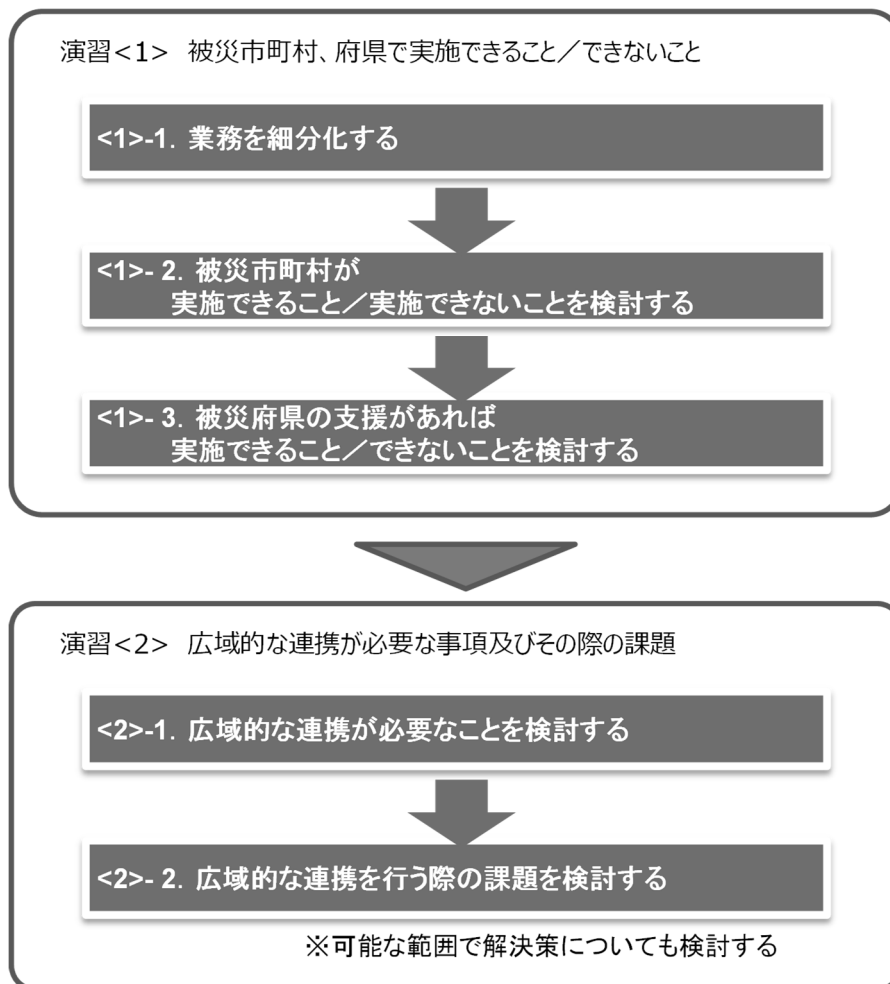 演習<1> 被災市町村、府県で実施できること／できないこと
<1>-1. 業務を細分化する
<1>- 2. 被災市町村が
実施できること／実施できないことを検討する
<1>- 3. 被災府県の支援があれば
実施できること／できないことを検討する
演習<2> 広域的な連携が必要な事項及びその際の課題
<2>-1. 広域的な連携が必要なことを検討する
<2>- 2. 広域的な連携を行う際の課題を検討する
※可能な範囲で解決策についても検討する